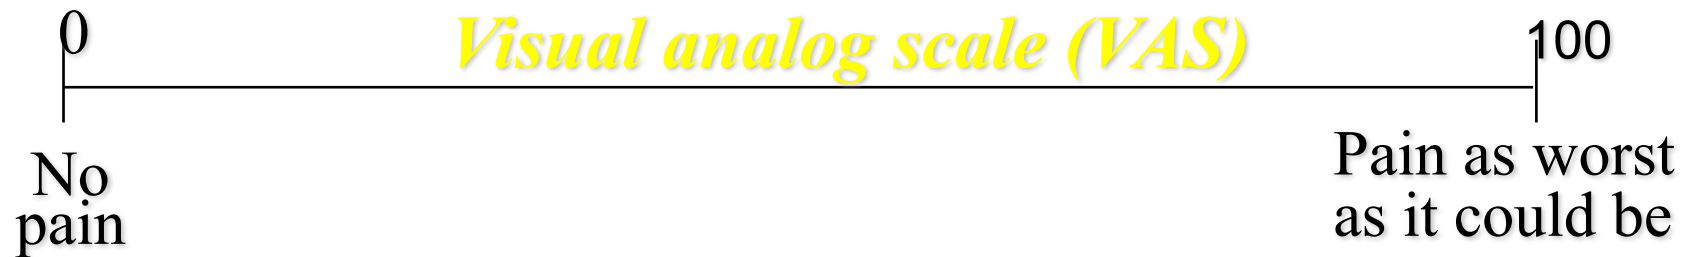 0
Visual analog scale (VAS)
100
No
pain
Pain as worst
as it could be